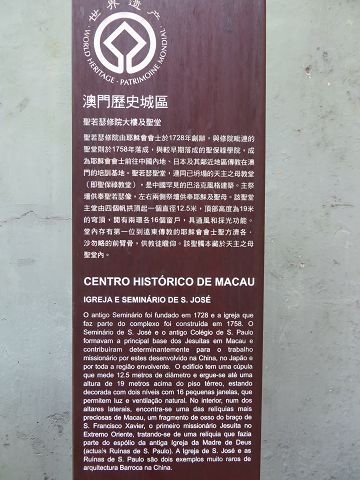 世界遺產
WORLD HERITAGE · PATRIMOINE MONDIAL
澳門歷史城區
聖若瑟修院大樓及聖堂
聖若瑟修院由耶穌會會士於1728年創辦，與修院毗連的
聖堂則於1758年落成，與較早期落成的聖保祿學院，成
為耶穌會會士前往中國內地、日本及其鄰近地區傳教在澳
門的培訓基地。聖若瑟聖堂，連同已坍塌的天主之母教堂
（即聖保祿教堂），是中國罕見的巴洛克風格建築。主祭
壇供奉聖若瑟像，左右兩側祭壇供奉耶穌及聖母。該聖堂
主堂由四個帆拱頂起一個直徑12.5米，頂部高度為19米
的穹頂，開有兩環各16個窗戶，具通風和採光功能。
堂內存有第一位到遠東傳教的耶穌會會士聖方濟各．
沙勿略的前臂骨，供教徒瞻仰。該聖髑本藏於天主之母
聖堂內。
CENTRO HISTÓRICO DE MACAU
IGREJA E SEMINÁRIO DE S. JOSÉ
O antigo Seminário foi fundado em 1728 e a igreja que
faz parte do complexo foi construída em 1758. O
Seminário de S. José e o antigo Colégio de S. Paulo
formavam a principal base dos Jesuítas em Macau e
contribuíram determinantemente para o trabalho
missionário por estes desenvolvido na China, no Japão e
por toda a região envolvente. O edifício tem uma cúpula
que mede 12.5 metros de diâmetro e ergue-se até uma
altura de 19 metros acima do piso térreo, estando
decorada com dois níveis com 16 pequenas janelas, que
permitem luz e ventilação natural. No interior, num dos
altares laterais, encontra-se uma das relíquias mais
preciosas de Macau, um fragmento de osso do braço de
S. Francisco Xavier, o primeiro missionário Jesuíta no
Extremo Oriente, tratando-se de uma relíquia que fazia
parte do espólio da antiga Igreja da Madre de Deus
(actuais Ruínas de S. Paulo). A Igreja de S. José e as
Ruínas de S. Paulo são dois exemplos muito raros de
arquitectura Barroca na China.